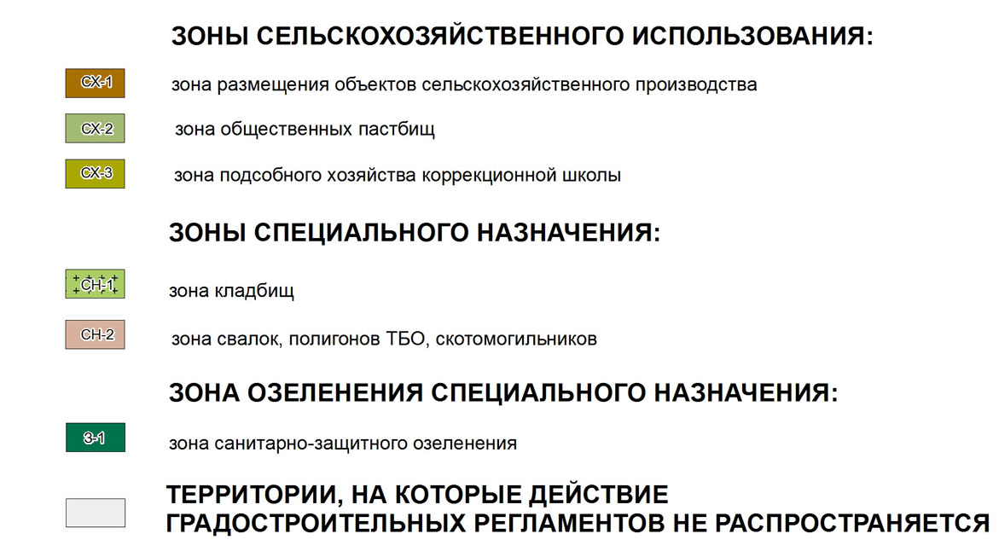 ЗОНЫ СЕЛЬСКОХОЗЯЙСТВЕННОГО ИСПОЛЬЗОВАНИЯ:
СХ-1 зона размещения объектов сельскохозяйственного производства
СХ-2 зона общественных пастбищ
СХ-3 зона подсобного хозяйства коррекционной школы
ЗОНЫ СПЕЦИАЛЬНОГО НАЗНАЧЕНИЯ:
СН-1 зона кладбищ
СН-2 зона свалок, полигонов ТБО, скотомогильников
ЗОНА ОЗЕЛЕНЕНИЯ СПЕЦИАЛЬНОГО НАЗНАЧЕНИЯ:
З-1 зона санитарно-защитного озеленения
ТЕРРИТОРИИ, НА КОТОРЫЕ ДЕЙСТВИЕ
ГРАДОСТРОИТЕЛЬНЫХ РЕГЛАМЕНТОВ НЕ РАСПРОСТРАНЯЕТСЯ